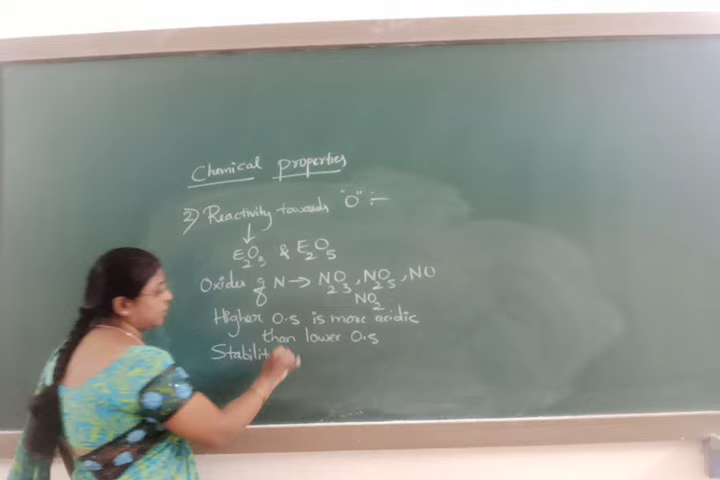 Chemical properties
2) Reactivity towards "O" :-
↓
E₂O₃ & E₂O₅
Oxides of N → N₂O₃, N₂O₅, NO
NO₂
Higher O.S is more acidic
than lower O.S
Stabilit